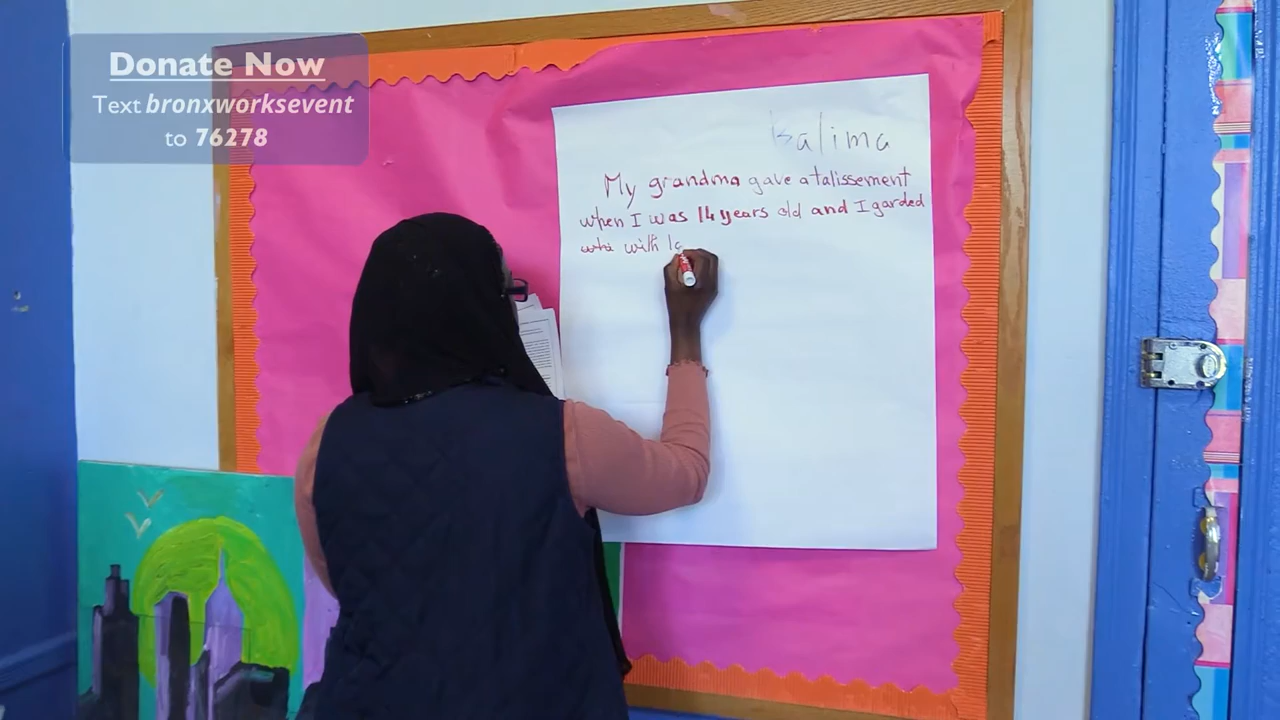 Donate Now
Text bronxworksevent
to 76278
Kalima
My grandma gave a talissement
when I was 14 years old and I garded
with